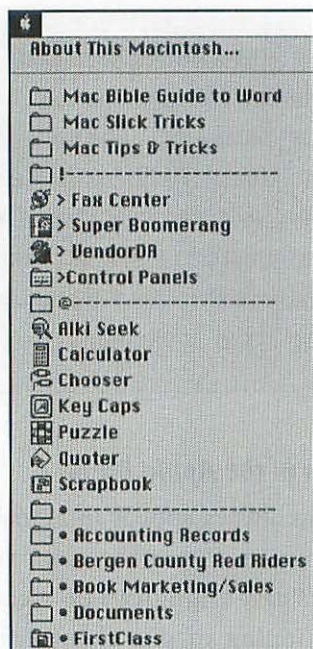 About This Macintosh...
Mac Bible Guide to Word
Mac Slick Tricks
Mac Tips & Tricks
!------------------------
> Fax Center
> Super Boomerang
> VendorDA
>Control Panels
@----------------------
Alki Seek
Calculator
Chooser
Key Caps
Puzzle
Quoter
Scrapbook
• ----------------------
• Accounting Records
• Bergen County Red Riders
• Book Marketing/Sales
• Documents
• FirstClass